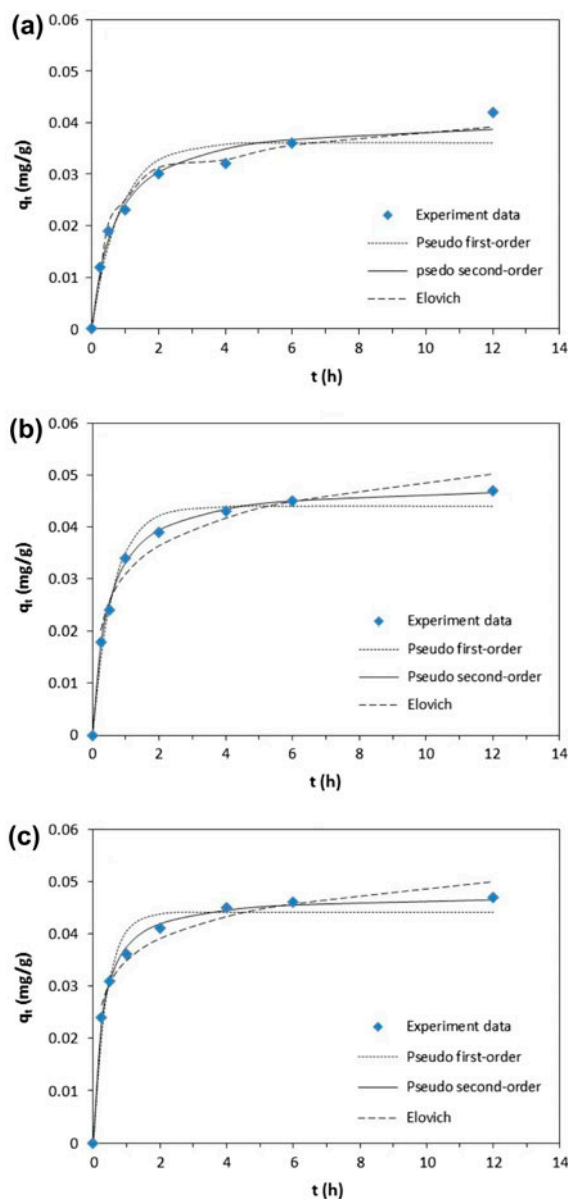 (a)
0.06
0.05
0.04
0.03
0.02
0.01
0
qt (mg/g)
Experiment data
Pseudo first-order
psedo second-order
Elovich
0 2 4 6 8 10 12 14
t (h)
(b)
0.06
0.05
0.04
0.03
0.02
0.01
0
qt (mg/g)
Experiment data
Pseudo first-order
Pseudo second-order
Elovich
0 2 4 6 8 10 12 14
t (h)
(c)
0.06
0.05
0.04
0.03
0.02
0.01
0
qt (mg/g)
Experiment data
Pseudo first-order
Pseudo second-order
Elovich
0 2 4 6 8 10 12 14
t (h)